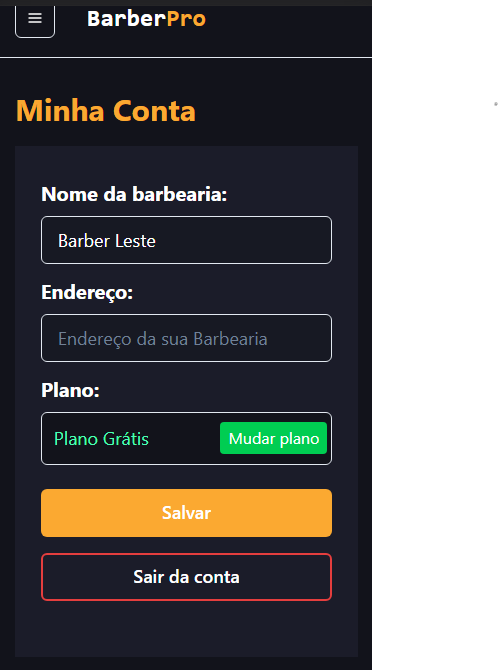 BarberPro
Minha Conta
Nome da barbearia:
Barber Leste
Endereço:
Endereço da sua Barbearia
Plano:
Plano Grátis
Mudar plano
Salvar
Sair da conta